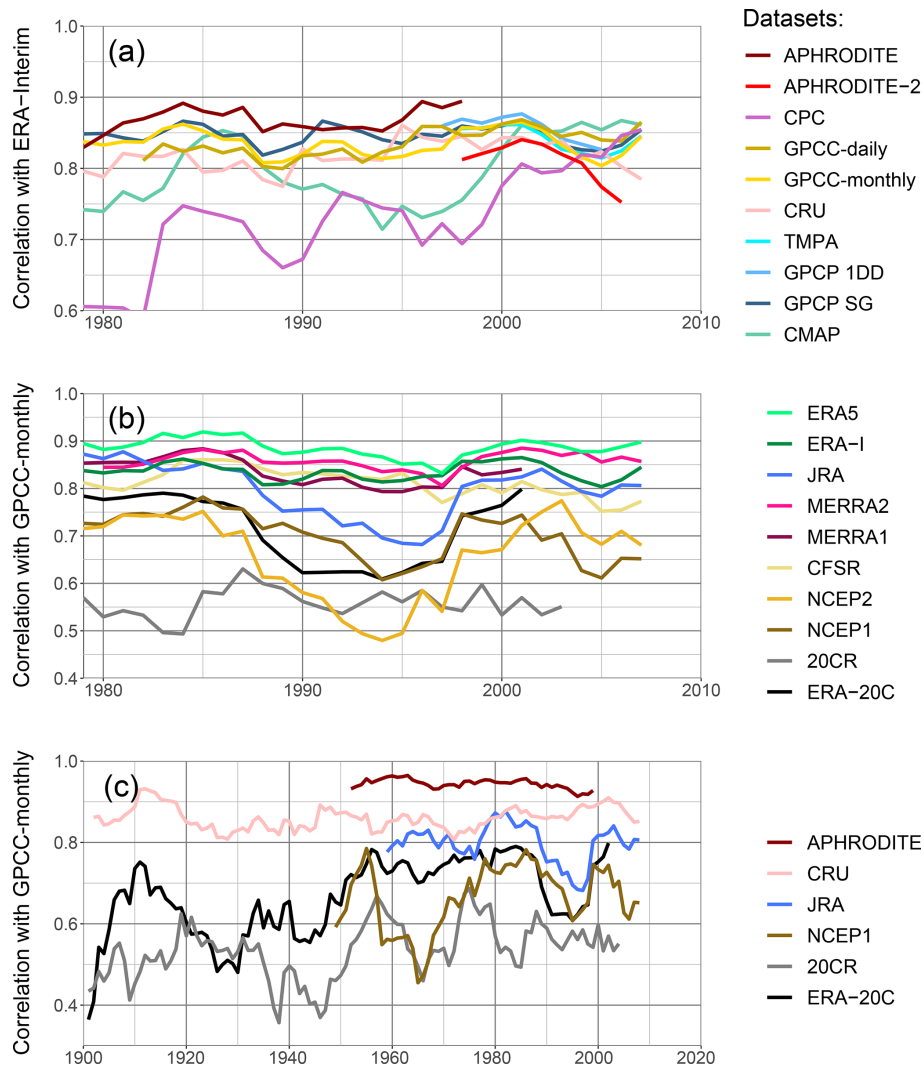 Datasets:
(a)
Correlation with ERA−Interim
1.0
0.9
0.8
0.7
0.6
1980
1990
2000
2010
APHRODITE
APHRODITE−2
CPC
GPCC−daily
GPCC−monthly
CRU
TMPA
GPCP 1DD
GPCP SG
CMAP
(b)
Correlation with GPCC−monthly
1.0
0.9
0.8
0.7
0.6
0.5
0.4
1980
1990
2000
2010
ERA5
ERA−I
JRA
MERRA2
MERRA1
CFSR
NCEP2
NCEP1
20CR
ERA−20C
(c)
Correlation with GPCC−monthly
1.0
0.8
0.6
0.4
1900
1920
1940
1960
1980
2000
2020
APHRODITE
CRU
JRA
NCEP1
20CR
ERA−20C